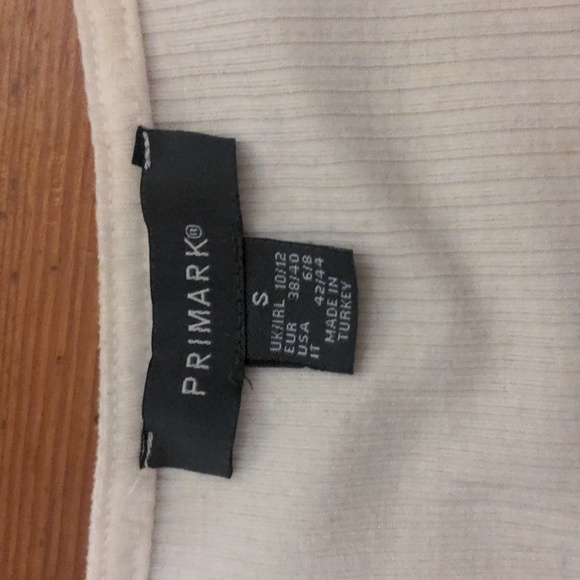 PRIMARK®
S
UK/IRL 10/12
EUR 38/40
USA 6/8
IT 42/44
MADE IN
TURKEY